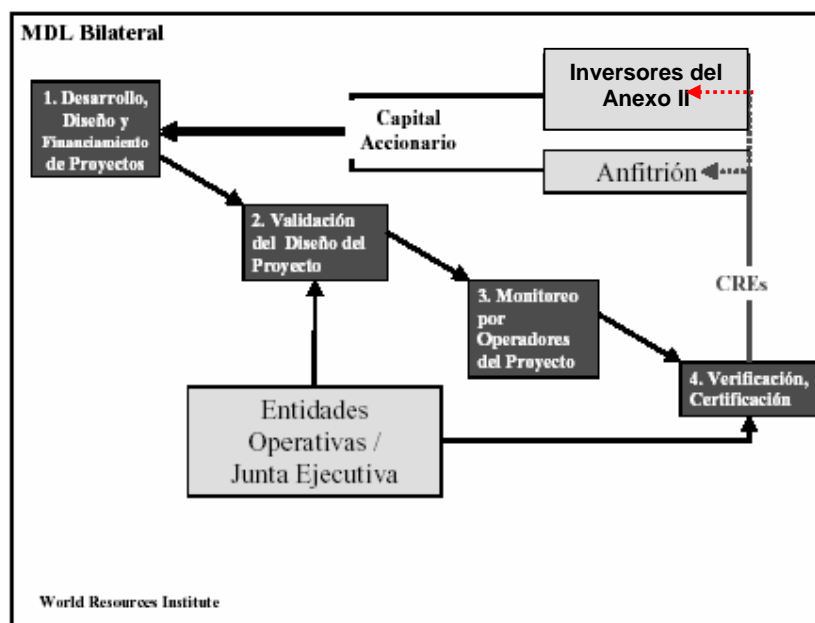 MDL Bilateral
Inversores del
Anexo II
1. Desarrollo,
Diseño y
Financiamiento
de Proyectos
Capital
Accionario
Anfitrión
2. Validación
del Diseño del
Proyecto
CREs
3. Monitoreo
por
Operadores
del Proyecto
4. Verificación,
Certificación
Entidades
Operativas /
Junta Ejecutiva
World Resources Institute